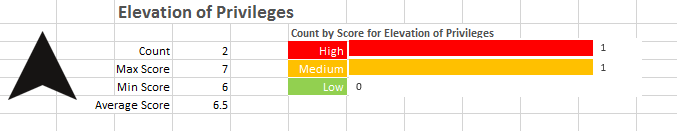 Elevation of Privileges
Count by Score for Elevation of Privileges
Count 2
High 1
Max Score 7
Medium 1
Min Score 6
Low 0
Average Score 6.5